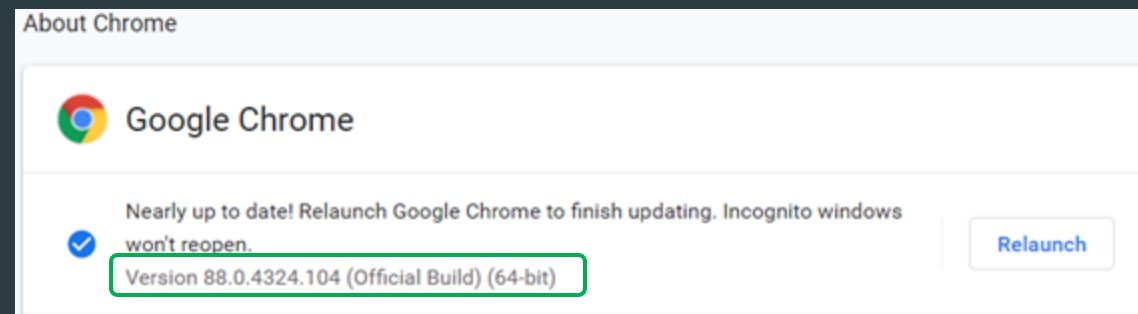 About Chrome
Google Chrome
Nearly up to date! Relaunch Google Chrome to finish updating. Incognito windows
won't reopen.
Relaunch
Version 88.0.4324.104 (Official Build) (64-bit)